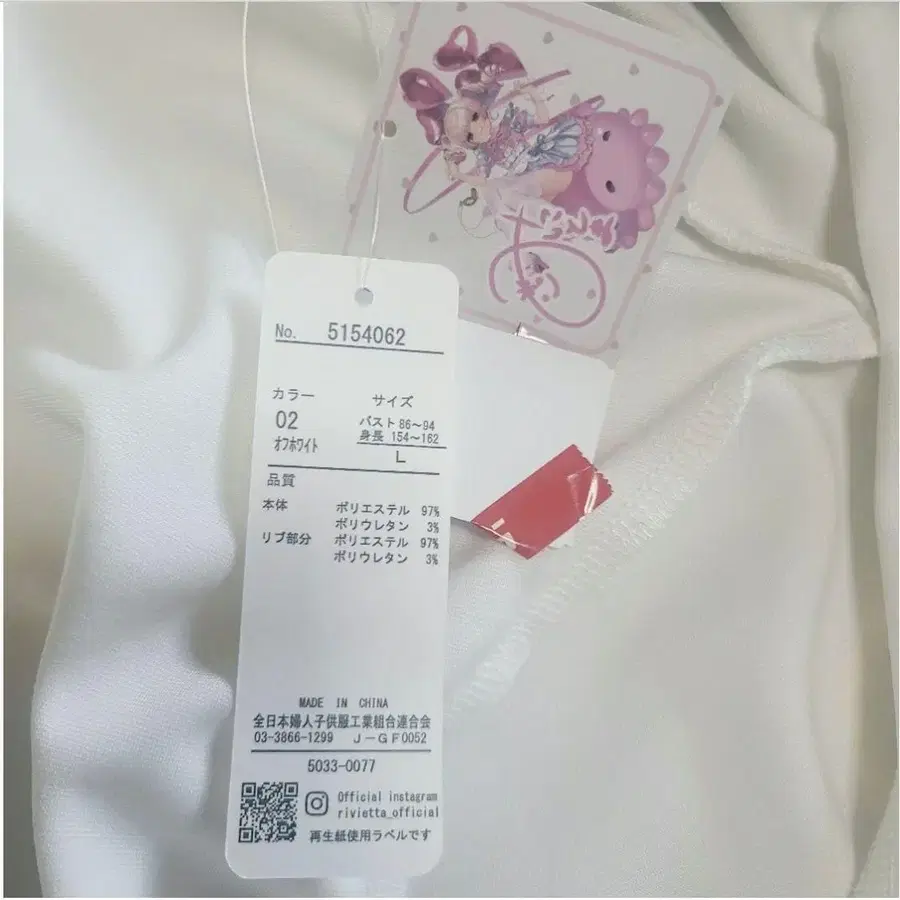 No. 5154062
カラー
サイズ
02
バスト 86~94
身長 154~162
オフホワイト
L
品質
本体 ポリエステル 97%
ポリウレタン 3%
リブ部分 ポリエステル 97%
ポリウレタン 3%
MADE IN CHINA
全日本婦人子供服工業組合連合会
03-3866-1299 J-GF0052
5033-0077
Official instagram
rivietta_official
再生紙使用ラベルです